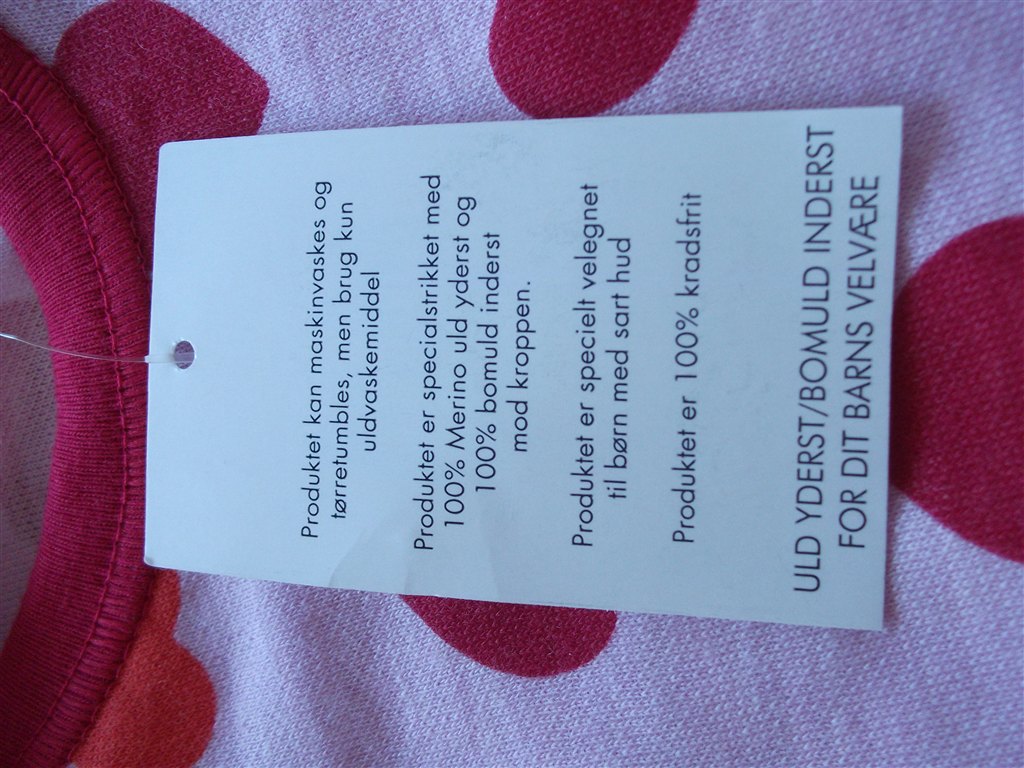 Produktet kan maskinvaskes og
tørretumbles, men brug kun
uldvaskemiddel
Produktet er specialstrikket med
100% Merino uld yderst og
100% bomuld inderst
mod kroppen.
Produktet er specielt velegnet
til børn med sart hud
Produktet er 100% kradsfrit
ULD YDERST/BOMULD INDERST
FOR DIT BARNS VELVÆRE